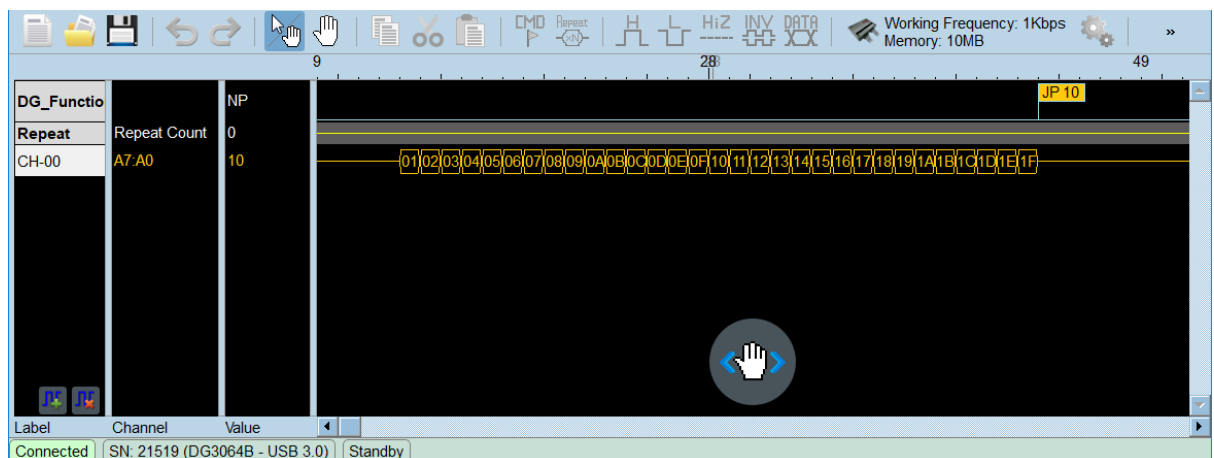 CMD Repeat H L HiZ INV DATA Working Frequency: 1Kbps »
xN Memory: 10MB
9 28 49
DG_Functio NP JP 10
Repeat Repeat Count 0
CH-00 A7:A0 10 01 02 03 04 05 06 07 08 09 0A 0B 0C 0D 0E 0F 10 11 12 13 14 15 16 17 18 19 1A 1B 1C 1D 1E 1F
Label Channel Value
Connected SN: 21519 (DG3064B - USB 3.0) Standby